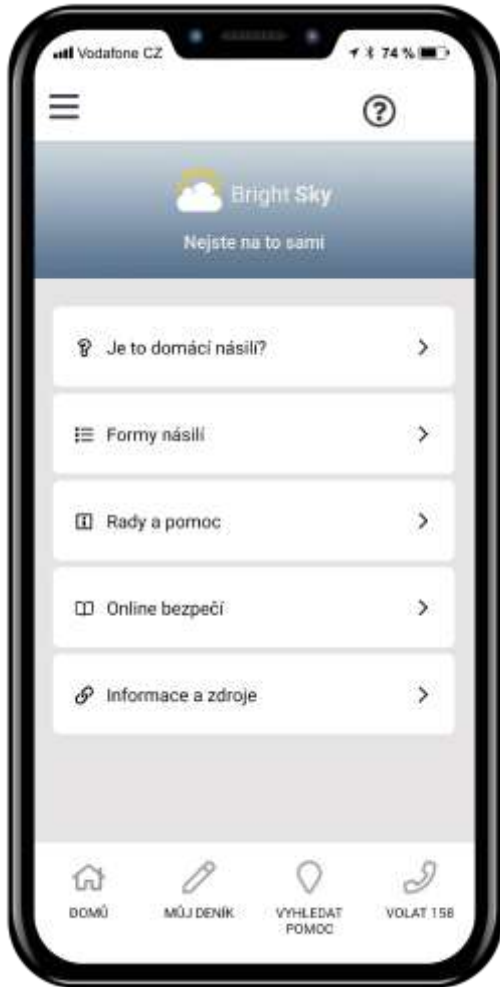 Vodafone CZ
74 %
Bright Sky
Nejste na to sami
Je to domácí násilí?
Formy násilí
Rady a pomoc
Online bezpečí
Informace a zdroje
DOMŮ
MŮJ DENÍK
VYHLEDAT
POMOC
VOLAT 158